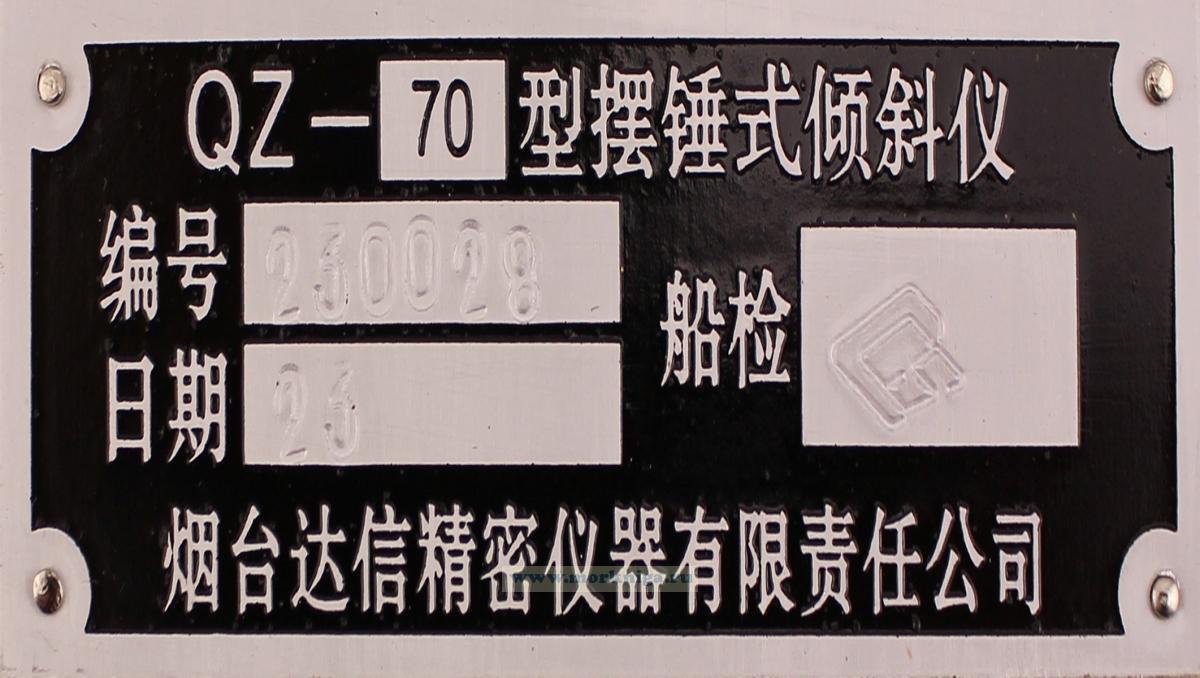 QZ-70型摆锤式倾斜仪
编号 230028
日期 23
船检
烟台达信精密仪器有限责任公司
www.morkniga.ru